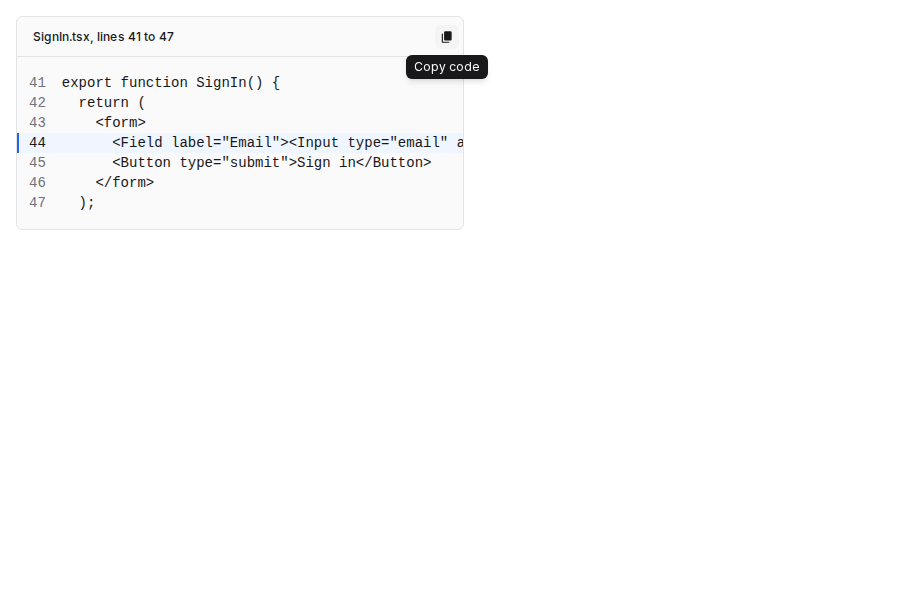 SignIn.tsx, lines 41 to 47
Copy code
41 export function SignIn() {
42   return (
43     <form>
44       <Field label="Email"><Input type="email" a
45       <Button type="submit">Sign in</Button>
46     </form>
47   );